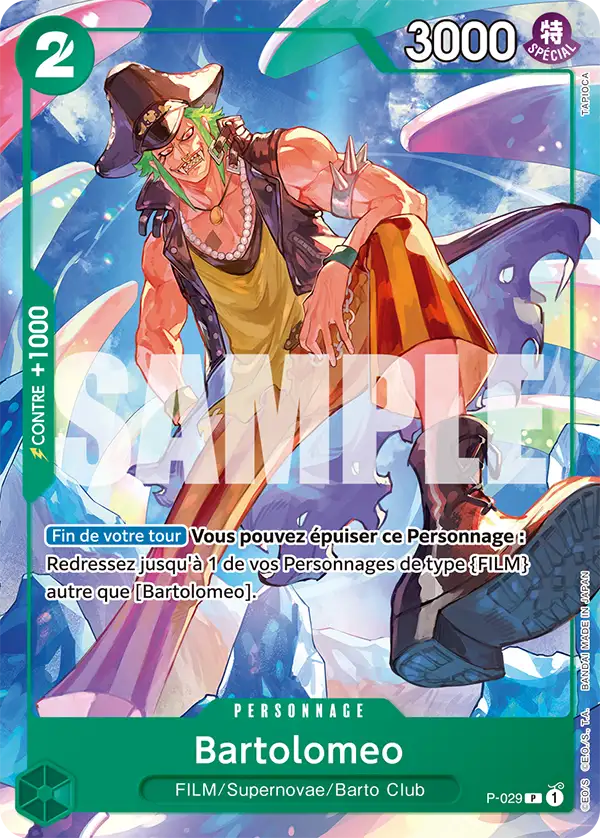 2
3000
特
SPÉCIAL
TAPIOCA
CONTRE +1000
SAMPLE
Fin de votre tour Vous pouvez épuiser ce Personnage :
Redressez jusqu'à 1 de vos Personnages de type {FILM}
autre que [Bartolomeo].
PERSONNAGE
Bartolomeo
FILM/Supernovae/Barto Club
P-029 P 1
©EO/S ©E.O./S., T.A. BANDAI MADE IN JAPAN